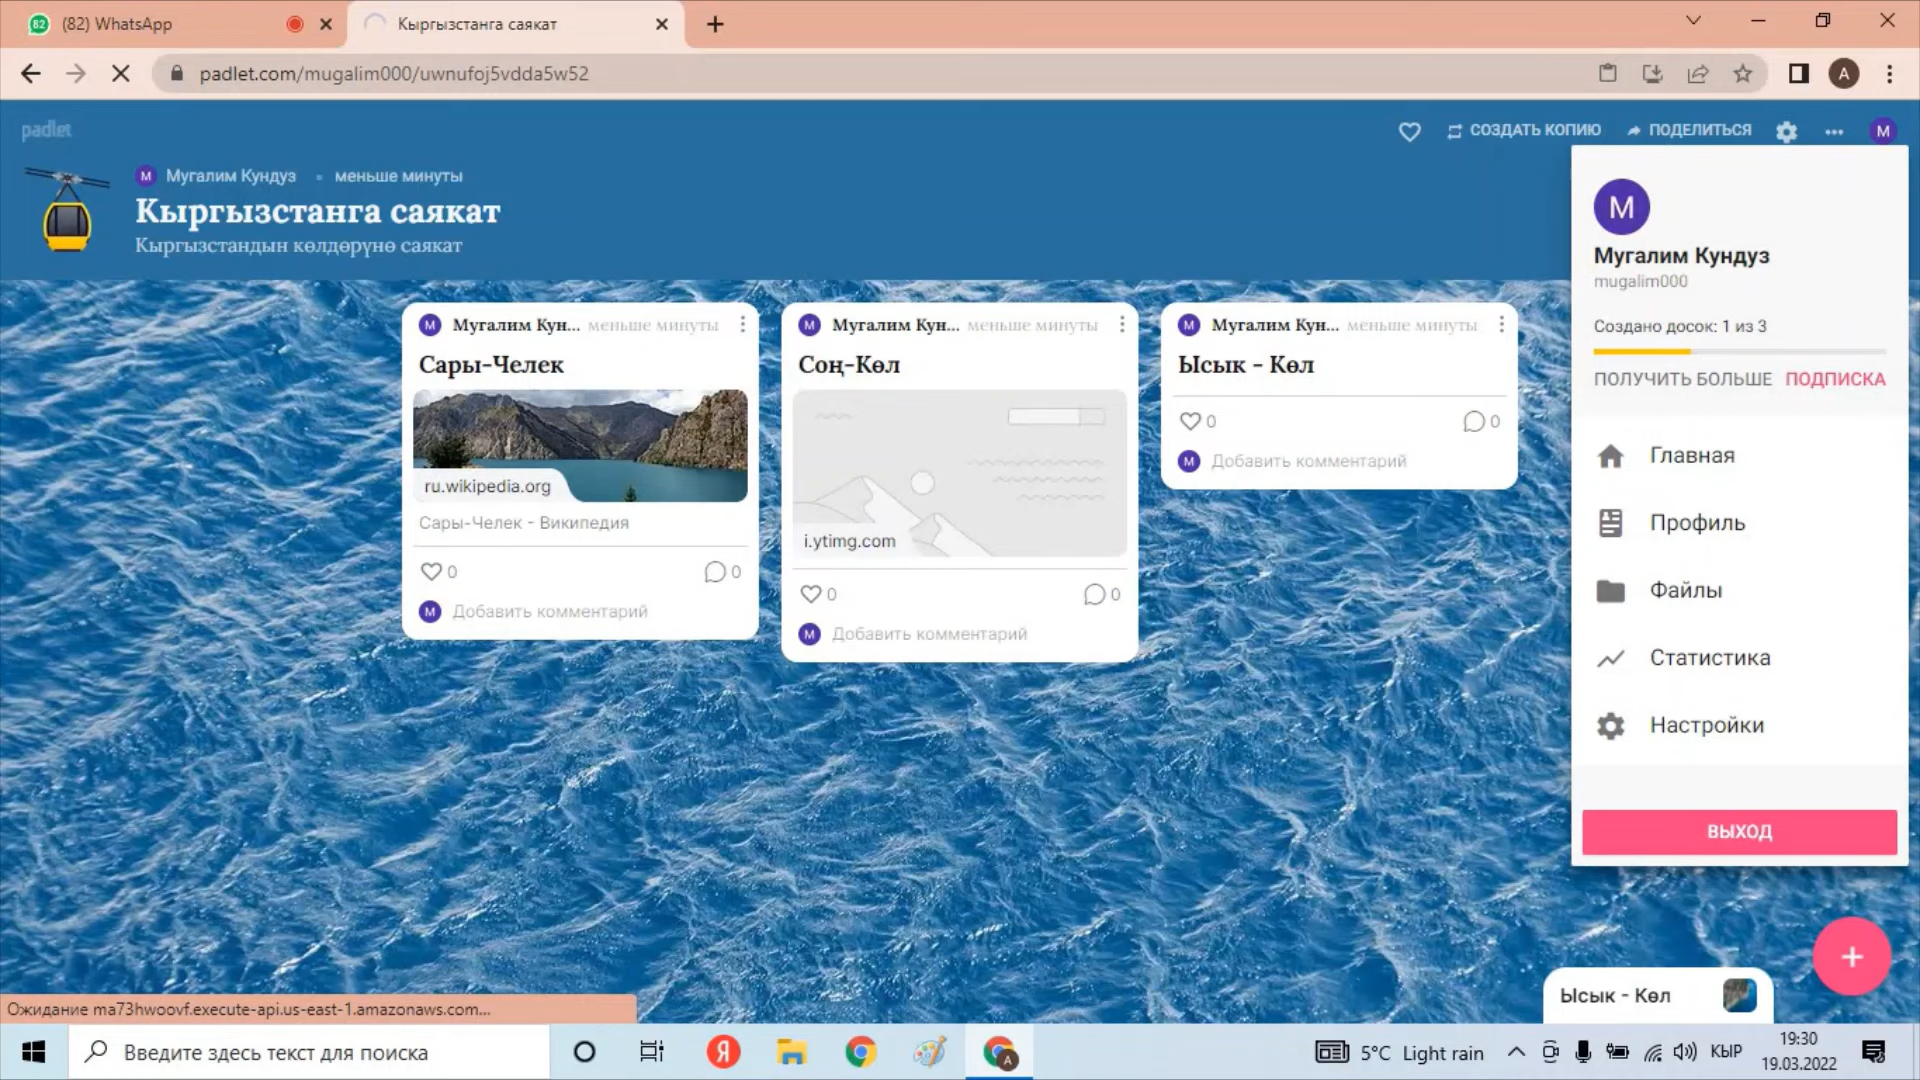 82 (82) WhatsApp
Кыргызстанга саякат
padlet.com/mugalim000/uwnufoj5vdda5w52
A
padlet
СОЗДАТЬ КОПИЮ
ПОДЕЛИТЬСЯ
M
M Мугалим Кундуз • меньше минуты
Кыргызстанга саякат
Кыргызстандын көлдөрүнө саякат
M Мугалим Кун... меньше минуты
Сары-Челек
ru.wikipedia.org
Сары-Челек - Википедия
0 0
M Добавить комментарий
M Мугалим Кун... меньше минуты
Соң-Көл
i.ytimg.com
0 0
M Добавить комментарий
M Мугалим Кун... меньше минуты
Ысык - Көл
0 0
M Добавить комментарий
M
Мугалим Кундуз
mugalim000
Создано досок: 1 из 3
ПОЛУЧИТЬ БОЛЬШЕ ПОДПИСКА
Главная
Профиль
Файлы
Статистика
Настройки
ВЫХОД
Ысык - Көл
Ожидание ma73hwoovf.execute-api.us-east-1.amazonaws.com...
Введите здесь текст для поиска
Я
A
5°C Light rain
КЫР
19:30
19.03.2022